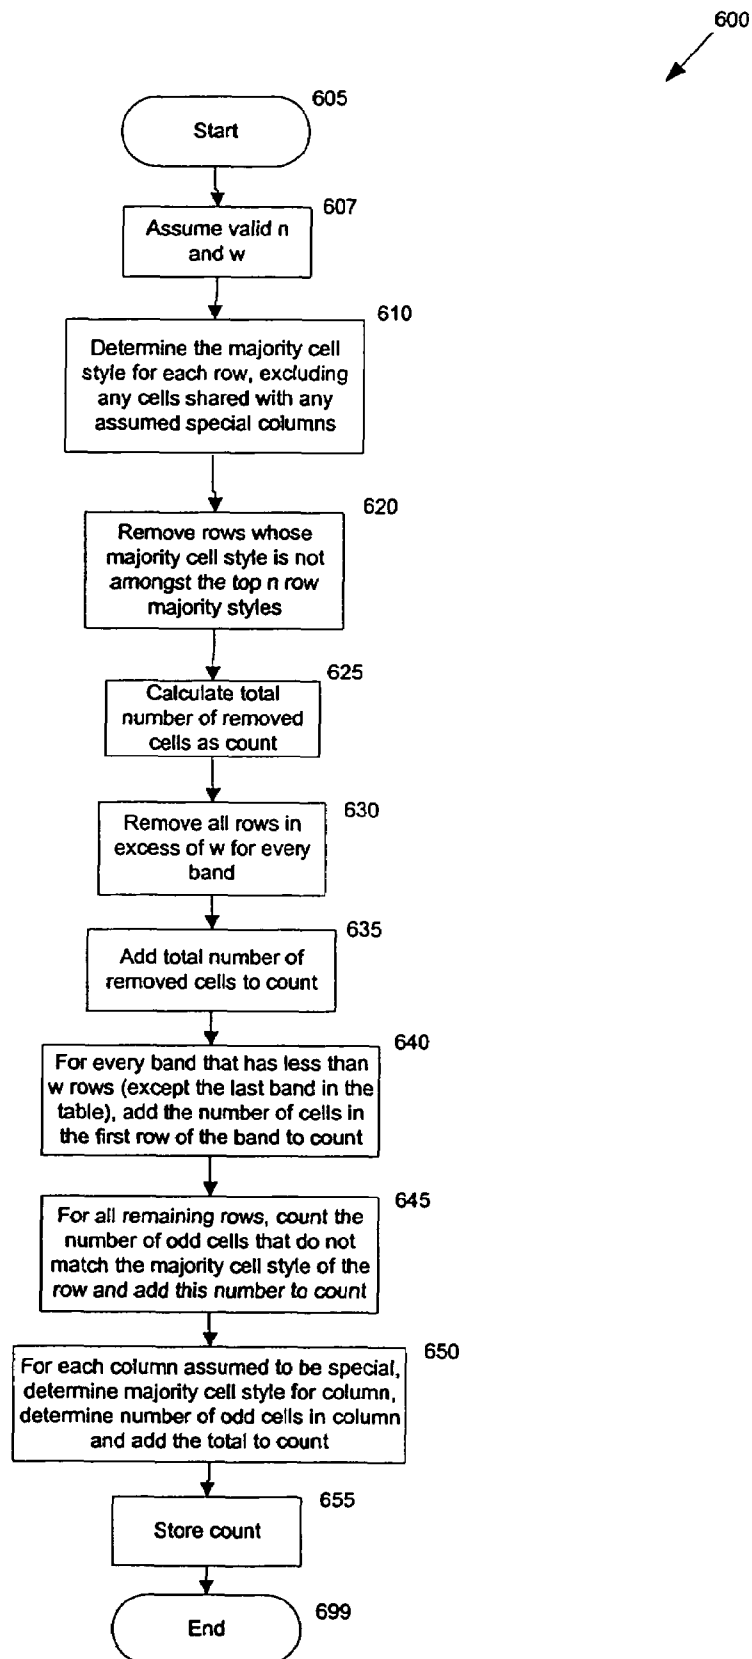 600
605
Start
607
Assume valid n
and w
610
Determine the majority cell
style for each row, excluding
any cells shared with any
assumed special columns
620
Remove rows whose
majority cell style is not
amongst the top n row
majority styles
625
Calculate total
number of removed
cells as count
630
Remove all rows in
excess of w for every
band
635
Add total number of
removed cells to count
640
For every band that has less than
w rows (except the last band in the
table), add the number of cells in
the first row of the band to count
645
For all remaining rows, count the
number of odd cells that do not
match the majority cell style of the
row and add this number to count
650
For each column assumed to be special,
determine majority cell style for column,
determine number of odd cells in column
and add the total to count
655
Store count
699
End